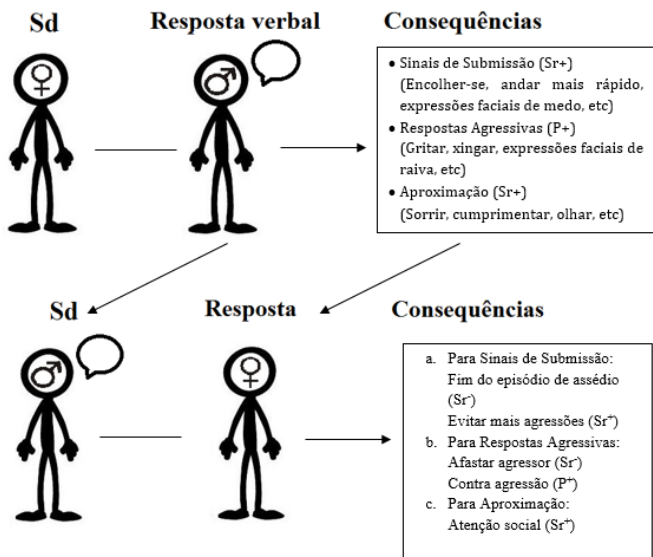 Sd Resposta verbal Consequências
♀
♂
• Sinais de Submissão (Sr+)
(Encolher-se, andar mais rápido,
expressões faciais de medo, etc)
• Respostas Agressivas (P+)
(Gritar, xingar, expressões faciais de
raiva, etc)
• Aproximação (Sr+)
(Sorrir, cumprimentar, olhar, etc)
Sd Resposta Consequências
♂
♀
a. Para Sinais de Submissão:
Fim do episódio de assédio
(Sr⁻)
Evitar mais agressões (Sr⁺)
b. Para Respostas Agressivas:
Afastar agressor (Sr⁻)
Contra agressão (P⁺)
c. Para Aproximação:
Atenção social (Sr⁺)